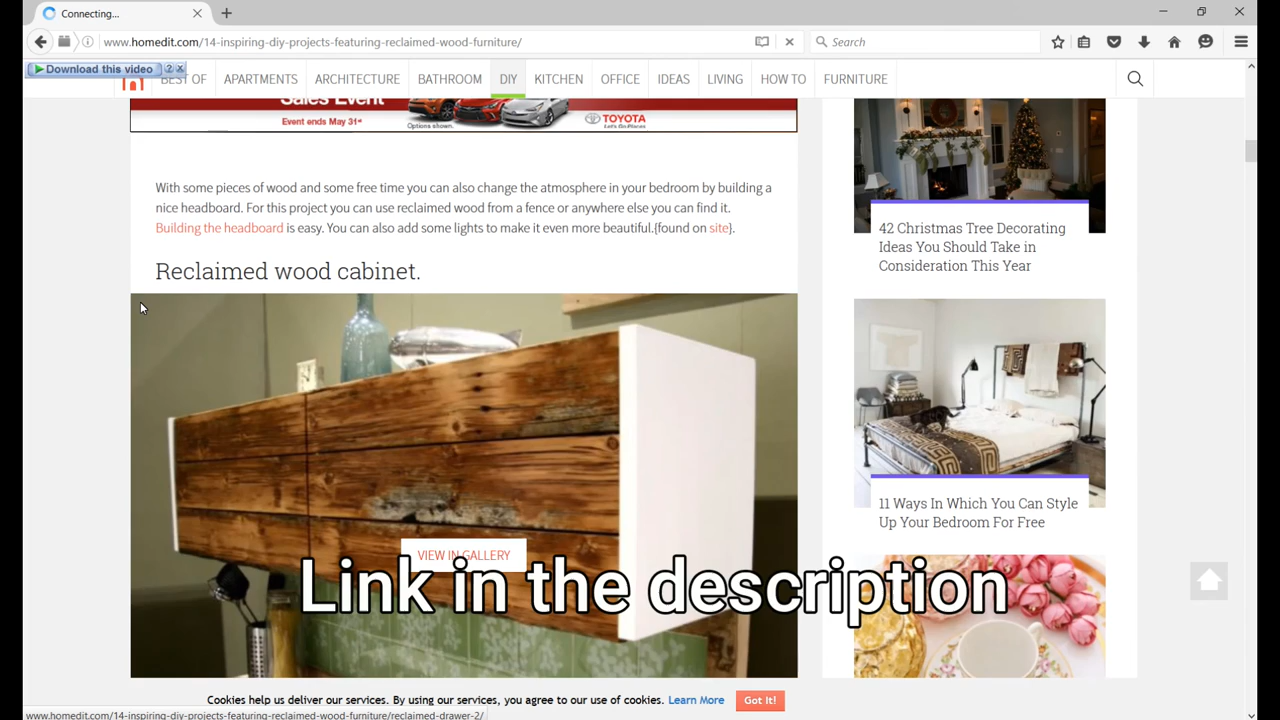 Connecting...
www.homedit.com/14-inspiring-diy-projects-featuring-reclaimed-wood-furniture/
Search
Download this video
?
BEST OF
APARTMENTS
ARCHITECTURE
BATHROOM
DIY
KITCHEN
OFFICE
IDEAS
LIVING
HOW TO
FURNITURE
Sales Event
Event ends May 31st
Options shown.
TOYOTA
Let's Go Places
With some pieces of wood and some free time you can also change the atmosphere in your bedroom by building a
nice headboard. For this project you can use reclaimed wood from a fence or anywhere else you can find it.
Building the headboard is easy. You can also add some lights to make it even more beautiful.{found on site}.
Reclaimed wood cabinet.
VIEW IN GALLERY
42 Christmas Tree Decorating
Ideas You Should Take in
Consideration This Year
11 Ways In Which You Can Style
Up Your Bedroom For Free
Link in the description
Cookies help us deliver our services. By using our services, you agree to our use of cookies. Learn More
Got It!
www.homedit.com/14-inspiring-diy-projects-featuring-reclaimed-wood-furniture/reclaimed-drawer-2/